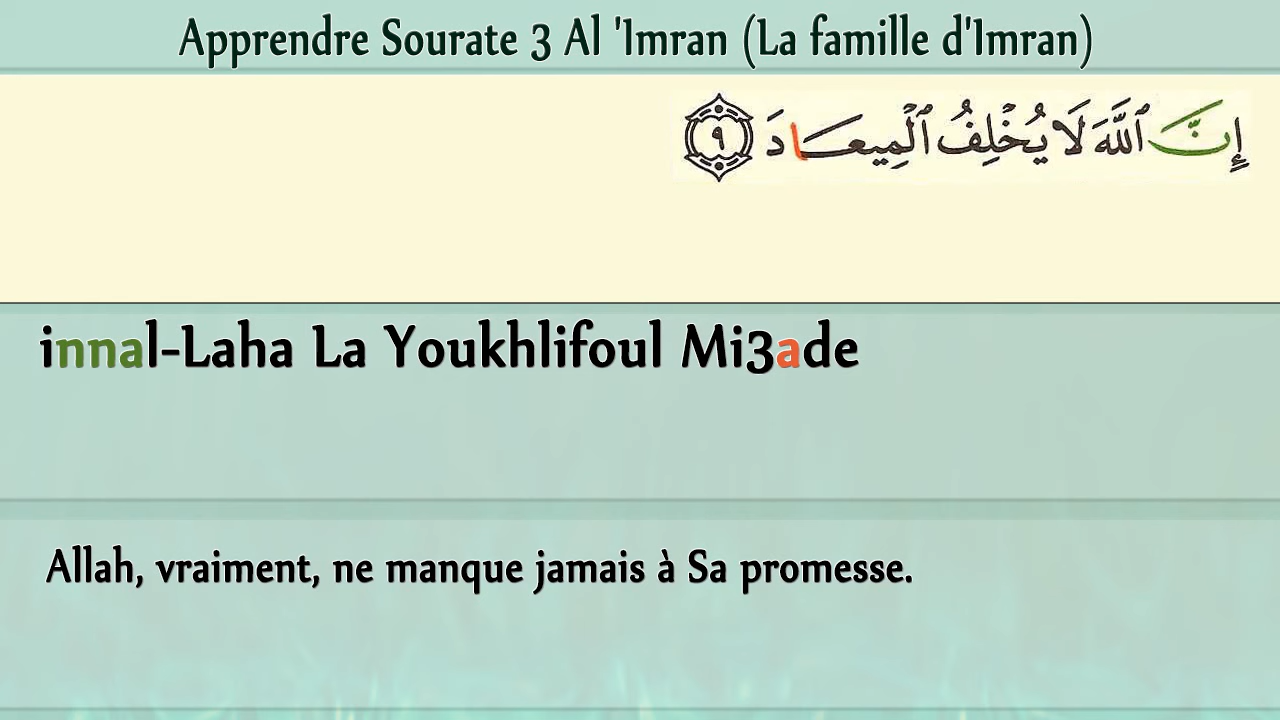 Apprendre Sourate 3 Al 'Imran (La famille d'Imran)
إِنَّ ٱللَّهَ لَا يُخْلِفُ ٱلْمِيعَادَ ٩
innal-Laha La Youkhlifoul Mi3ade
Allah, vraiment, ne manque jamais à Sa promesse.